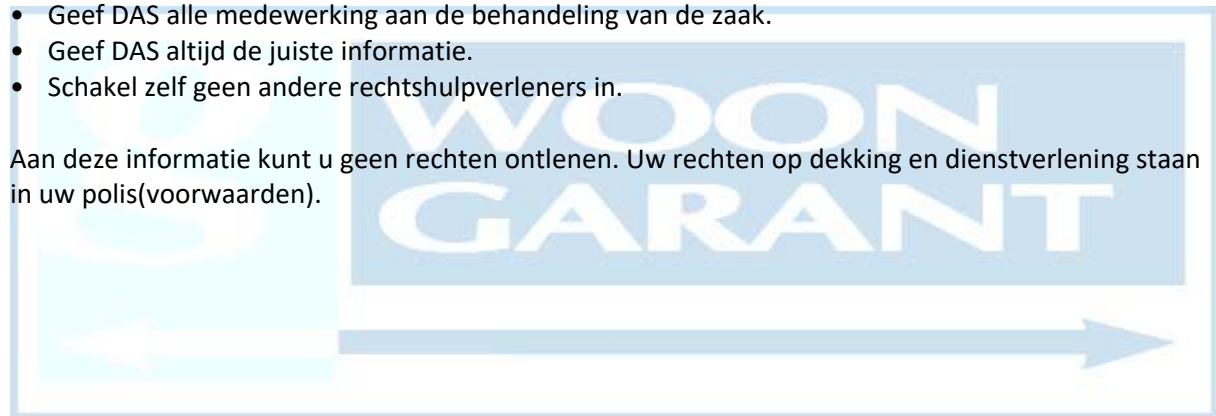 • Geef DAS alle medewerking aan de behandeling van de zaak.
• Geef DAS altijd de juiste informatie.
• Schakel zelf geen andere rechtshulpverleners in.
Aan deze informatie kunt u geen rechten ontlenen. Uw rechten op dekking en dienstverlening staan
in uw polis(voorwaarden).
g
WOON
GARANT